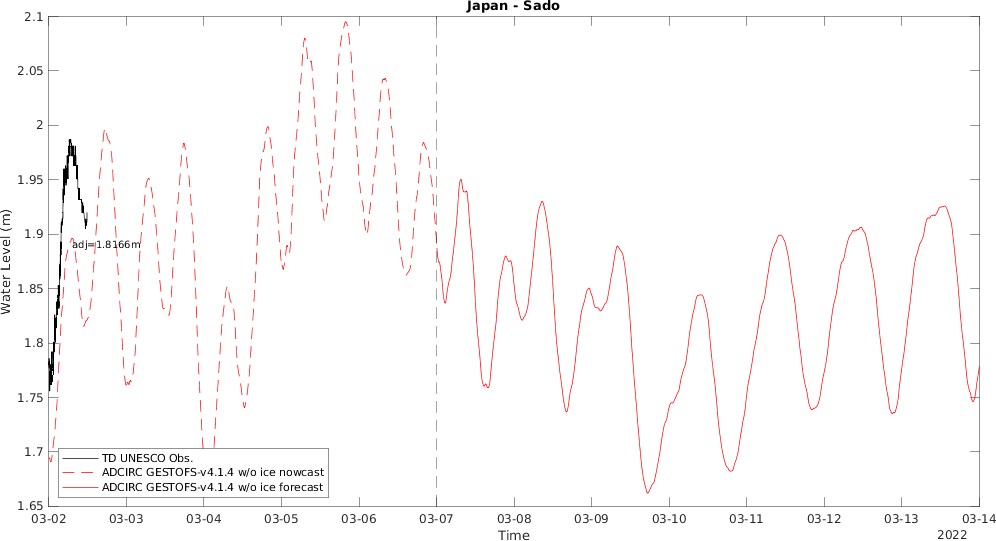 Japan - Sado
2.1
2.05
2
1.95
1.9
1.85
1.8
1.75
1.7
1.65
Water Level (m)
adj=1.8166m
TD UNESCO Obs.
ADCIRC GESTOFS-v4.1.4 w/o ice nowcast
ADCIRC GESTOFS-v4.1.4 w/o ice forecast
03-02 03-03 03-04 03-05 03-06 03-07 03-08 03-09 03-10 03-11 03-12 03-13 03-14
Time
2022